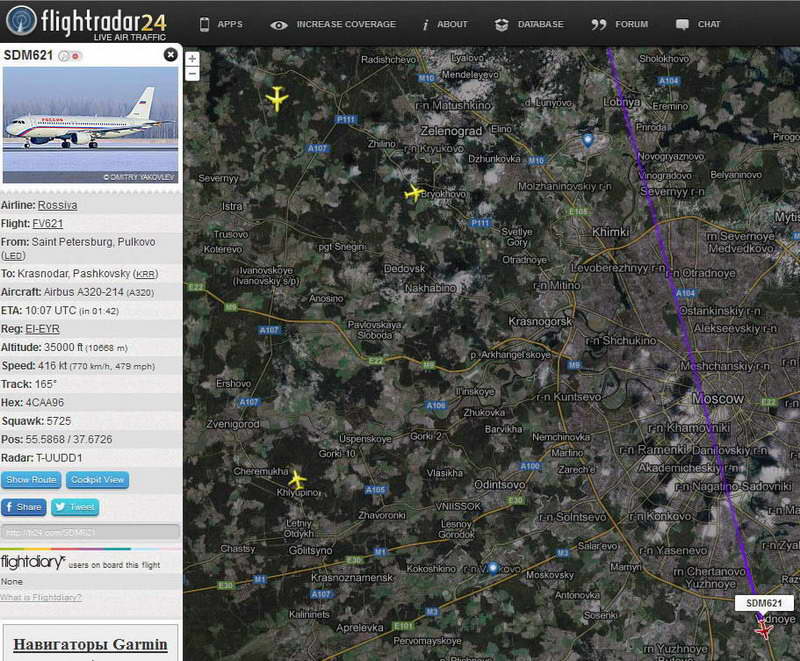 flightradar24
LIVE AIR TRAFFIC
APPS
INCREASE COVERAGE
ABOUT
DATABASE
FORUM
CHAT
SDM621
© DMITRY YAKOVLEV
Airline: Rossiya
Flight: FV621
From: Saint Petersburg, Pulkovo
(LED)
To: Krasnodar, Pashkovsky (KRR)
Aircraft: Airbus A320-214 (A320)
ETA: 10:07 UTC (in 01:42)
Reg: EI-EYR
Altitude: 35000 ft (10668 m)
Speed: 416 kt (770 km/h, 479 mph)
Track: 165°
Hex: 4CAA96
Squawk: 5725
Pos: 55.5868 / 37.6726
Radar: T-UUDD1
Show Route
Cockpit View
Share
Tweet
http://fr24.com/SDM621
flightdiary users on board this flight
None
What is Flightdiary?
Навигаторы Garmin
Radishchevo
Lyalovo
Sholokhovo
M10
Mendeleyevo
A104
r-n Matushkino
d. Lunyovo
Lobnya
Eremino
P111
Zelenograd
Elino
Priroda
Zhilino
r-n Kryukovo
A107
Dzhunkovka
M10
Novogryaznovo
Vinogradovo
Belyaninovo
Severnyy
Molzhaninovskiy r-n
Severnyy r-n
Bryokhovo
Istra
E105
P111
Trusovo
Svetlye
Gory
Khimki
rn Severnoye
Medvedkovo
Koterevo
pgt Snegiri
Otradnoye
Dedovsk
Levoberezhnyy r-n
r-n Otradnoye
Ivanovskoye
(Ivanovskiy s/p)
Nakhabino
r-n Mitino
E22
A104
M9
Anosino
Ostankinskiy r-n
Krasnogorsk
Alekseevskiy r-n
A107
Pavlovskaya
Sloboda
r-n Shchukino
E22
M9
p. Arkhangel'skoye
M9
Meshchanskiy r-n
Ershovo
Il'inskoye
r-n Kuntsevo
Moscow
A107
A106
Zhukovka
E22
Zvenigorod
Barvikha
Nemchinovka
r-n Khamovniki
Uspenskoye
Gorki-2
Marfino
r-n Ramenki
Danilovskiy r-n
Gorki-10
A100
Akademicheskiy r-n
Cheremukha
Vlasikha
Zarech'e
Khlyupino
A105
Odintsovo
r-n Nagatino-Sadovniki
VNIISSOK
E30
Zhavoronki
Letniy
Otdykh
Lesnoy
Gorodok
r-n Solntsevo
r-n Konkovo
Chastsy
Golitsyno
M1
Salar'evo
r-n Yasenevo
E30
M3
Mamyri
r-n Chertanovo
Yuzhnoye
E30
M1
Krasnoznamensk
Kokoshkino
Moskovsky
A107
Antonovka
SDM621
M3
Kalininets
Sosenki
Aprelevka
E101
Pervomayskoye
r-n Yuzhnoye
Butovo